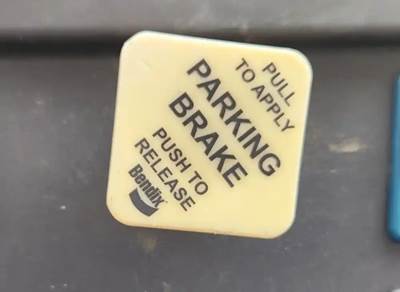 PULL
TO APPLY
PARKING
BRAKE
PUSH TO
RELEASE
Bendix